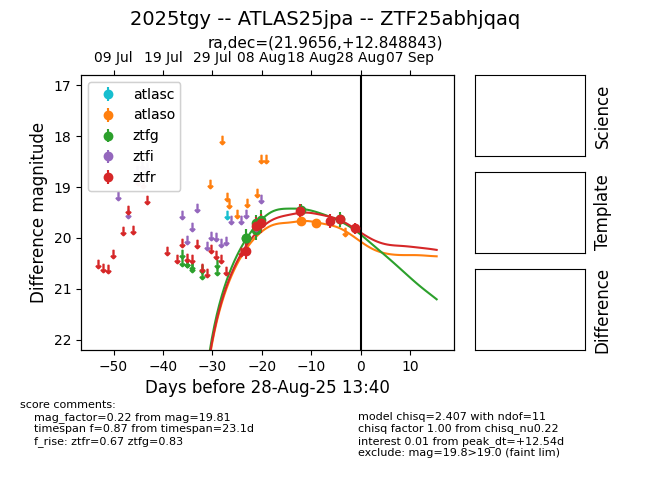 2025tgy -- ATLAS25jpa -- ZTF25abhjqaq
ra,dec=(21.9656,+12.848843)
09 Jul 19 Jul 29 Jul 08 Aug 18 Aug 28 Aug 07 Sep
17
18
19
20
21
22
Difference magnitude
atlasc
atlaso
ztfg
ztfi
ztfr
−50 −40 −30 −20 −10 0 10
Days before 28-Aug-25 13:40
Science
Template
Difference
score comments:
mag_factor=0.22 from mag=19.81
timespan f=0.87 from timespan=23.1d
f_rise: ztfr=0.67 ztfg=0.83
model chisq=2.407 with ndof=11
chisq factor 1.00 from chisq_nu0.22
interest 0.01 from peak_dt=+12.54d
exclude: mag=19.8>19.0 (faint lim)